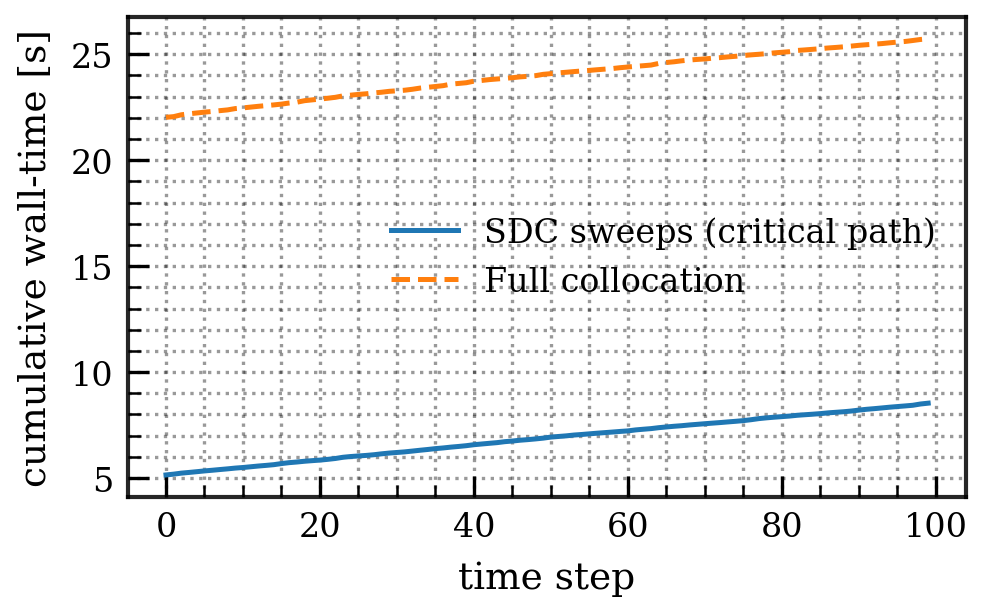 cumulative wall-time [s]
25
20
15
10
5
SDC sweeps (critical path)
Full collocation
0 20 40 60 80 100
time step